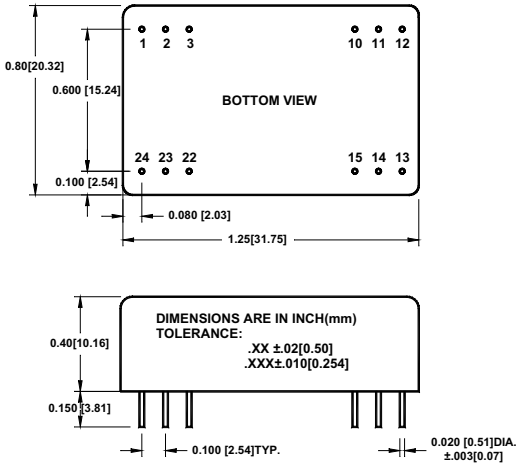 1 2 3 10 11 12
0.80[20.32]
0.600 [15.24]
BOTTOM VIEW
24 23 22 15 14 13
0.100 [2.54]
0.080 [2.03]
1.25[31.75]
DIMENSIONS ARE IN INCH(mm)
TOLERANCE:
.XX ±.02[0.50]
.XXX±.010[0.254]
0.40[10.16]
0.150 [3.81]
0.100 [2.54]TYP.
0.020 [0.51]DIA.
±.003[0.07]